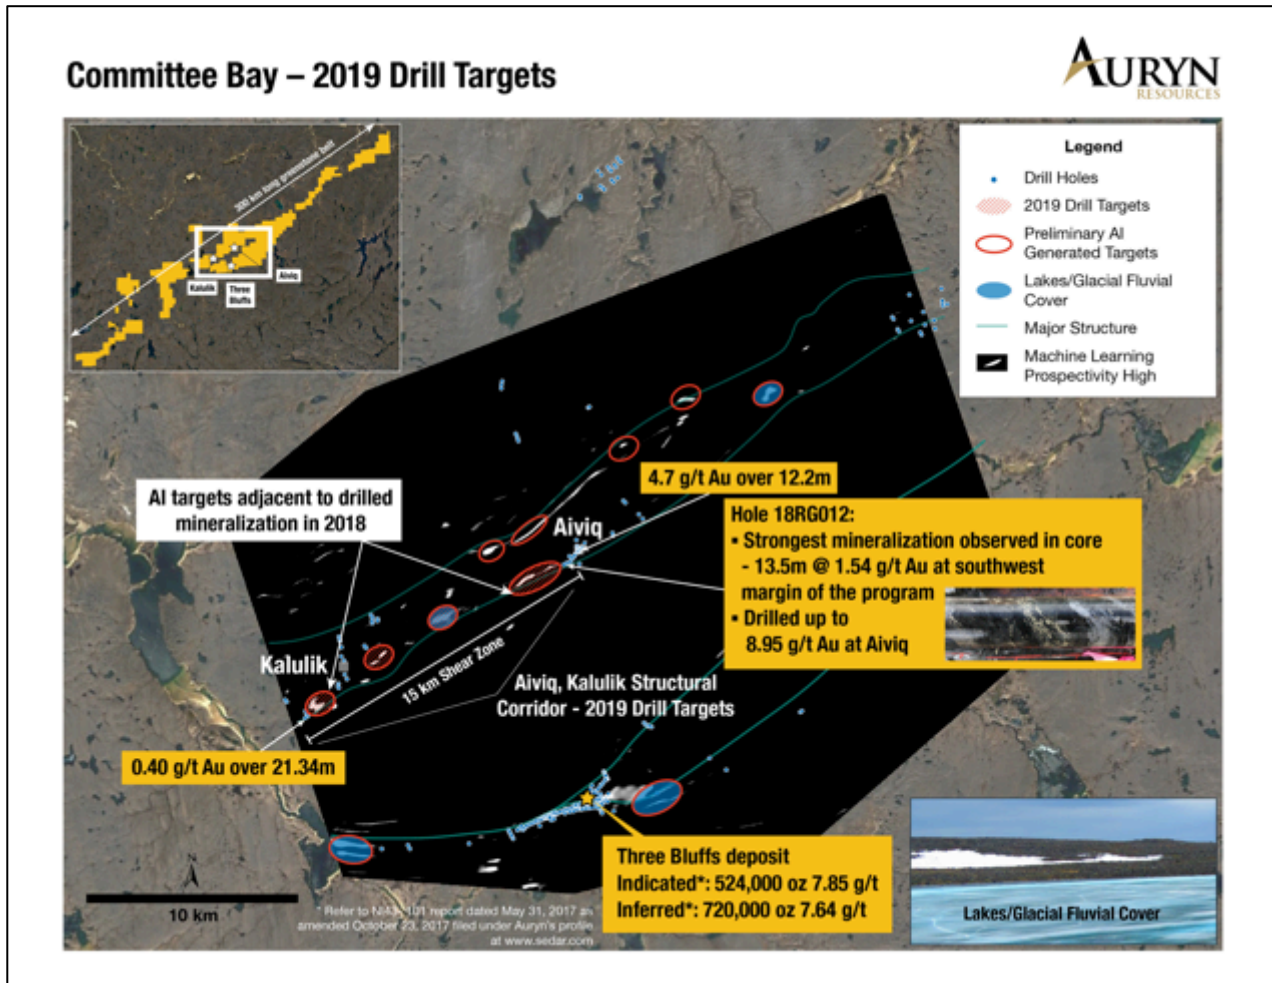 Committee Bay – 2019 Drill Targets
AURYN
RESOURCES
300 km long greenstone belt
Kalulik
Three
Bluffs
Aiviq
Legend
Drill Holes
2019 Drill Targets
Preliminary AI
Generated Targets
Lakes/Glacial Fluvial
Cover
Major Structure
Machine Learning
Prospectivity High
AI targets adjacent to drilled
mineralization in 2018
4.7 g/t Au over 12.2m
Aiviq
Hole 18RG012:
▪ Strongest mineralization observed in core
- 13.5m @ 1.54 g/t Au at southwest
margin of the program
▪ Drilled up to
8.95 g/t Au at Aiviq
Kalulik
15 km Shear Zone
Aiviq, Kalulik Structural
Corridor - 2019 Drill Targets
0.40 g/t Au over 21.34m
Three Bluffs deposit
Indicated*: 524,000 oz 7.85 g/t
Inferred*: 720,000 oz 7.64 g/t
N
10 km
* Refer to NI43-101 report dated May 31, 2017 as
amended October 23, 2017 filed under Auryn's profile
at www.sedar.com
Lakes/Glacial Fluvial Cover